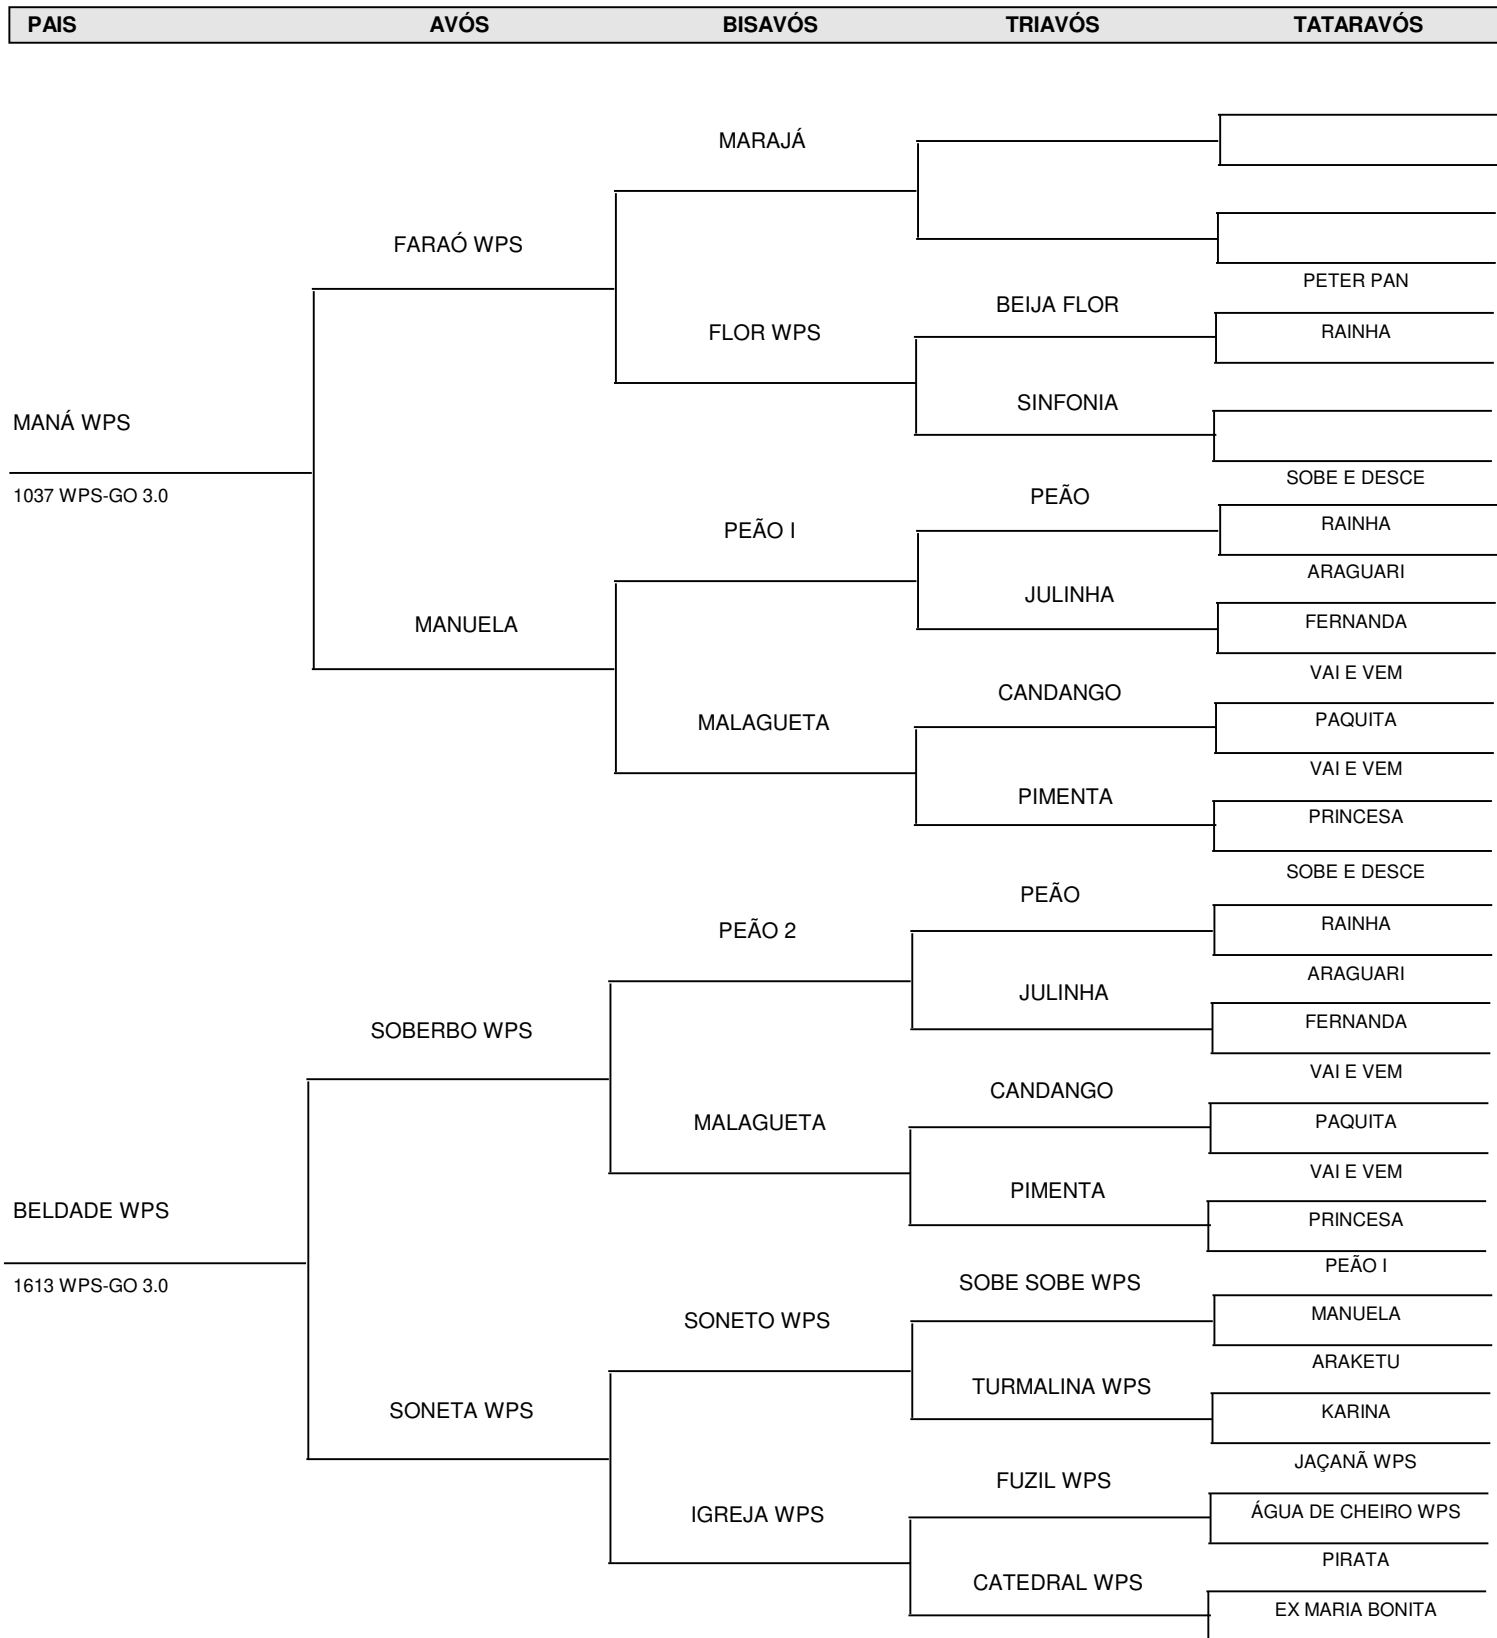 PAIS AVÓS BISAVÓS TRIAVÓS TATARAVÓS
MARAJÁ
FARAÓ WPS
PETER PAN
BEIJA FLOR
FLOR WPS
RAINHA
SINFONIA
MANÁ WPS
SOBE E DESCE
1037 WPS-GO 3.0
PEÃO
RAINHA
PEÃO I
ARAGUARI
JULINHA
MANUELA
FERNANDA
VAI E VEM
CANDANGO
MALAGUETA
PAQUITA
VAI E VEM
PIMENTA
PRINCESA
SOBE E DESCE
PEÃO
PEÃO 2
RAINHA
ARAGUARI
JULINHA
SOBERBO WPS
FERNANDA
VAI E VEM
CANDANGO
MALAGUETA
PAQUITA
VAI E VEM
PIMENTA
BELDADE WPS
PRINCESA
PEÃO I
1613 WPS-GO 3.0
SOBE SOBE WPS
SONETO WPS
MANUELA
ARAKETU
TURMALINA WPS
SONETA WPS
KARINA
JAÇANÃ WPS
FUZIL WPS
IGREJA WPS
ÁGUA DE CHEIRO WPS
PIRATA
CATEDRAL WPS
EX MARIA BONITA